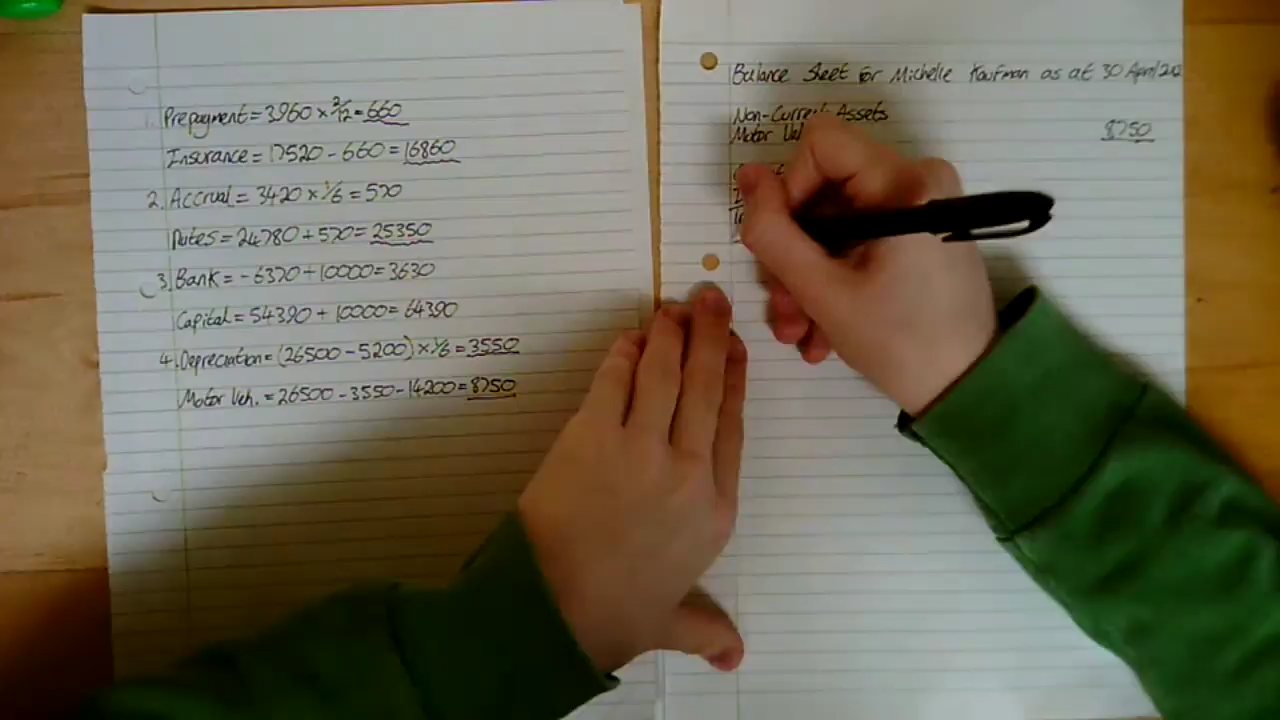 1. Prepayment = 3960 × 2/12 = 660
Insurance = 17520 - 660 = 16860
2. Accrual = 3420 × 1/6 = 570
Rates = 24780 + 570 = 25350
3. Bank = - 6370 + 10000 = 3630
Capital = 54390 + 10000 = 64390
4. Depreciation = (26500 - 5200) × 1/6 = 3550
Motor Veh. = 26500 - 3550 - 14200 = 8750
Balance Sheet for Michelle Kaufman as at 30 April
Non-Current Assets
Motor 8750